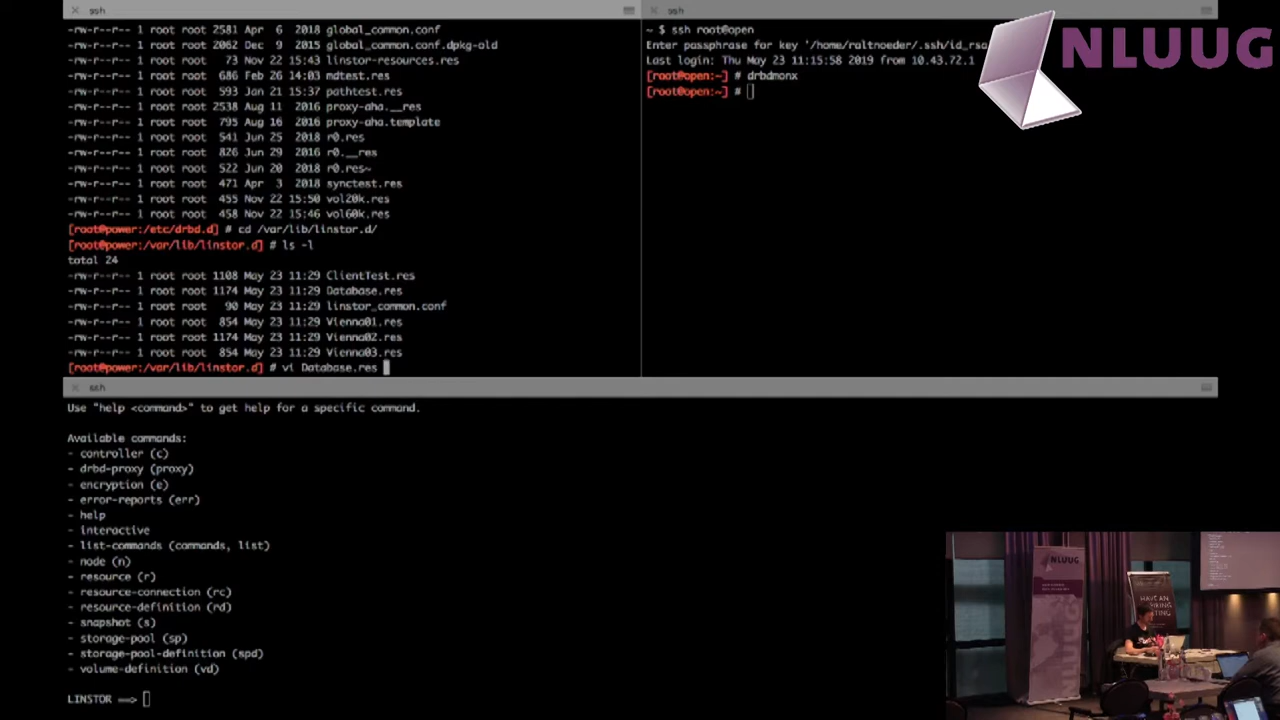 ssh
-rw-r--r-- 1 root root 2581 Apr  6  2018 global_common.conf
-rw-r--r-- 1 root root 2062 Dec  9  2015 global_common.conf.dpkg-old
-rw-r--r-- 1 root root   73 Nov 22 15:43 linstor-resources.res
-rw-r--r-- 1 root root  686 Feb 26 14:03 mdtest.res
-rw-r--r-- 1 root root  593 Jan 21 15:37 pathtest.res
-rw-r--r-- 1 root root 2538 Aug 11  2016 proxy-aha.__res
-rw-r--r-- 1 root root  795 Aug 16  2016 proxy-aha.template
-rw-r--r-- 1 root root  541 Jun 25  2018 r0.res
-rw-r--r-- 1 root root  826 Jun 29  2016 r0.__res
-rw-r--r-- 1 root root  522 Jun 20  2018 r0.res~
-rw-r--r-- 1 root root  471 Apr  3  2018 synctest.res
-rw-r--r-- 1 root root  455 Nov 22 15:50 vol20k.res
-rw-r--r-- 1 root root  458 Nov 22 15:46 vol60k.res
[root@power:/etc/drbd.d] # cd /var/lib/linstor.d/
[root@power:/var/lib/linstor.d] # ls -l
total 24
-rw-r--r-- 1 root root 1108 May 23 11:29 ClientTest.res
-rw-r--r-- 1 root root 1174 May 23 11:29 Database.res
-rw-r--r-- 1 root root   90 May 23 11:29 linstor_common.conf
-rw-r--r-- 1 root root  854 May 23 11:29 Vienna01.res
-rw-r--r-- 1 root root 1174 May 23 11:29 Vienna02.res
-rw-r--r-- 1 root root  854 May 23 11:29 Vienna03.res
[root@power:/var/lib/linstor.d] # vi Database.res
ssh
~ $ ssh root@open
Enter passphrase for key '/home/raltnoeder/.ssh/id_rsa
Last login: Thu May 23 11:15:58 2019 from 10.43.72.1
[root@open:~] # drbdmonx
[root@open:~] #
NLUUG
ssh
Use "help <command>" to get help for a specific command.
Available commands:
- controller (c)
- drbd-proxy (proxy)
- encryption (e)
- error-reports (err)
- help
- interactive
- list-commands (commands, list)
- node (n)
- resource (r)
- resource-connection (rc)
- resource-definition (rd)
- snapshot (s)
- storage-pool (sp)
- storage-pool-definition (spd)
- volume-definition (vd)
LINSTOR ==>
NLUUG
HAVE AN
NLUUG